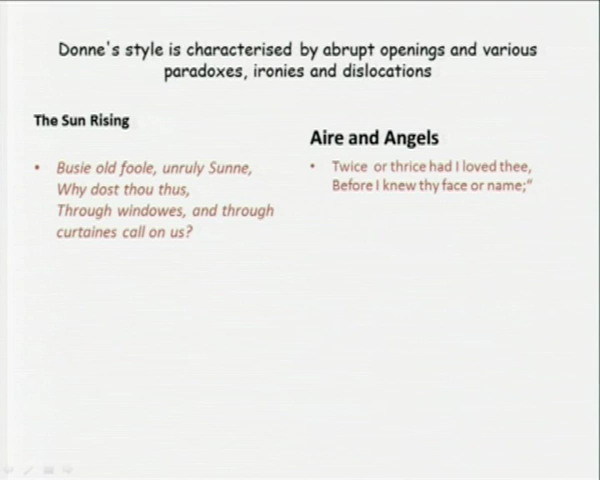 Donne's style is characterised by abrupt openings and various
paradoxes, ironies and dislocations
The Sun Rising
• Busie old foole, unruly Sunne,
Why dost thou thus,
Through windowes, and through
curtaines call on us?
Aire and Angels
• Twice or thrice had I loved thee,
Before I knew thy face or name;"